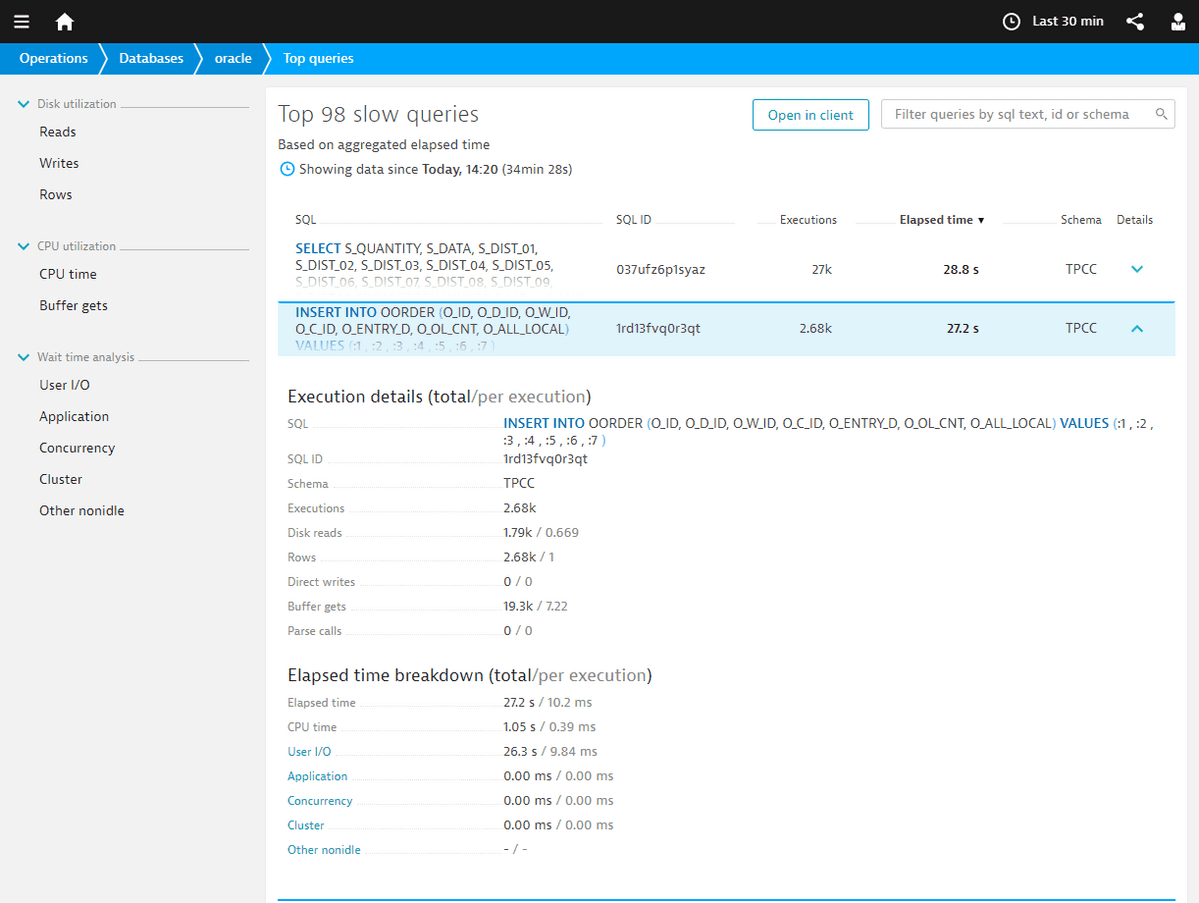 Last 30 min
Operations Databases oracle Top queries
Disk utilization
Reads
Writes
Rows
CPU utilization
CPU time
Buffer gets
Wait time analysis
User I/O
Application
Concurrency
Cluster
Other nonidle
Top 98 slow queries
Open in client
Filter queries by sql text, id or schema
Based on aggregated elapsed time
Showing data since Today, 14:20 (34min 28s)
SQL SQL ID Executions Elapsed time ▼ Schema Details
SELECT S_QUANTITY, S_DATA, S_DIST_01,
S_DIST_02, S_DIST_03, S_DIST_04, S_DIST_05,
S_DIST_06, S_DIST_07, S_DIST_08, S_DIST_09,
037ufz6p1syaz 27k 28.8 s TPCC
INSERT INTO OORDER (O_ID, O_D_ID, O_W_ID,
O_C_ID, O_ENTRY_D, O_OL_CNT, O_ALL_LOCAL)
VALUES (:1 , :2 , :3 , :4 , :5 , :6 , :7 )
1rd13fvq0r3qt 2.68k 27.2 s TPCC
Execution details (total/per execution)
SQL INSERT INTO OORDER (O_ID, O_D_ID, O_W_ID, O_C_ID, O_ENTRY_D, O_OL_CNT, O_ALL_LOCAL) VALUES (:1 , :2 ,
:3 , :4 , :5 , :6 , :7 )
SQL ID 1rd13fvq0r3qt
Schema TPCC
Executions 2.68k
Disk reads 1.79k / 0.669
Rows 2.68k / 1
Direct writes 0 / 0
Buffer gets 19.3k / 7.22
Parse calls 0 / 0
Elapsed time breakdown (total/per execution)
Elapsed time 27.2 s / 10.2 ms
CPU time 1.05 s / 0.39 ms
User I/O 26.3 s / 9.84 ms
Application 0.00 ms / 0.00 ms
Concurrency 0.00 ms / 0.00 ms
Cluster 0.00 ms / 0.00 ms
Other nonidle - / -